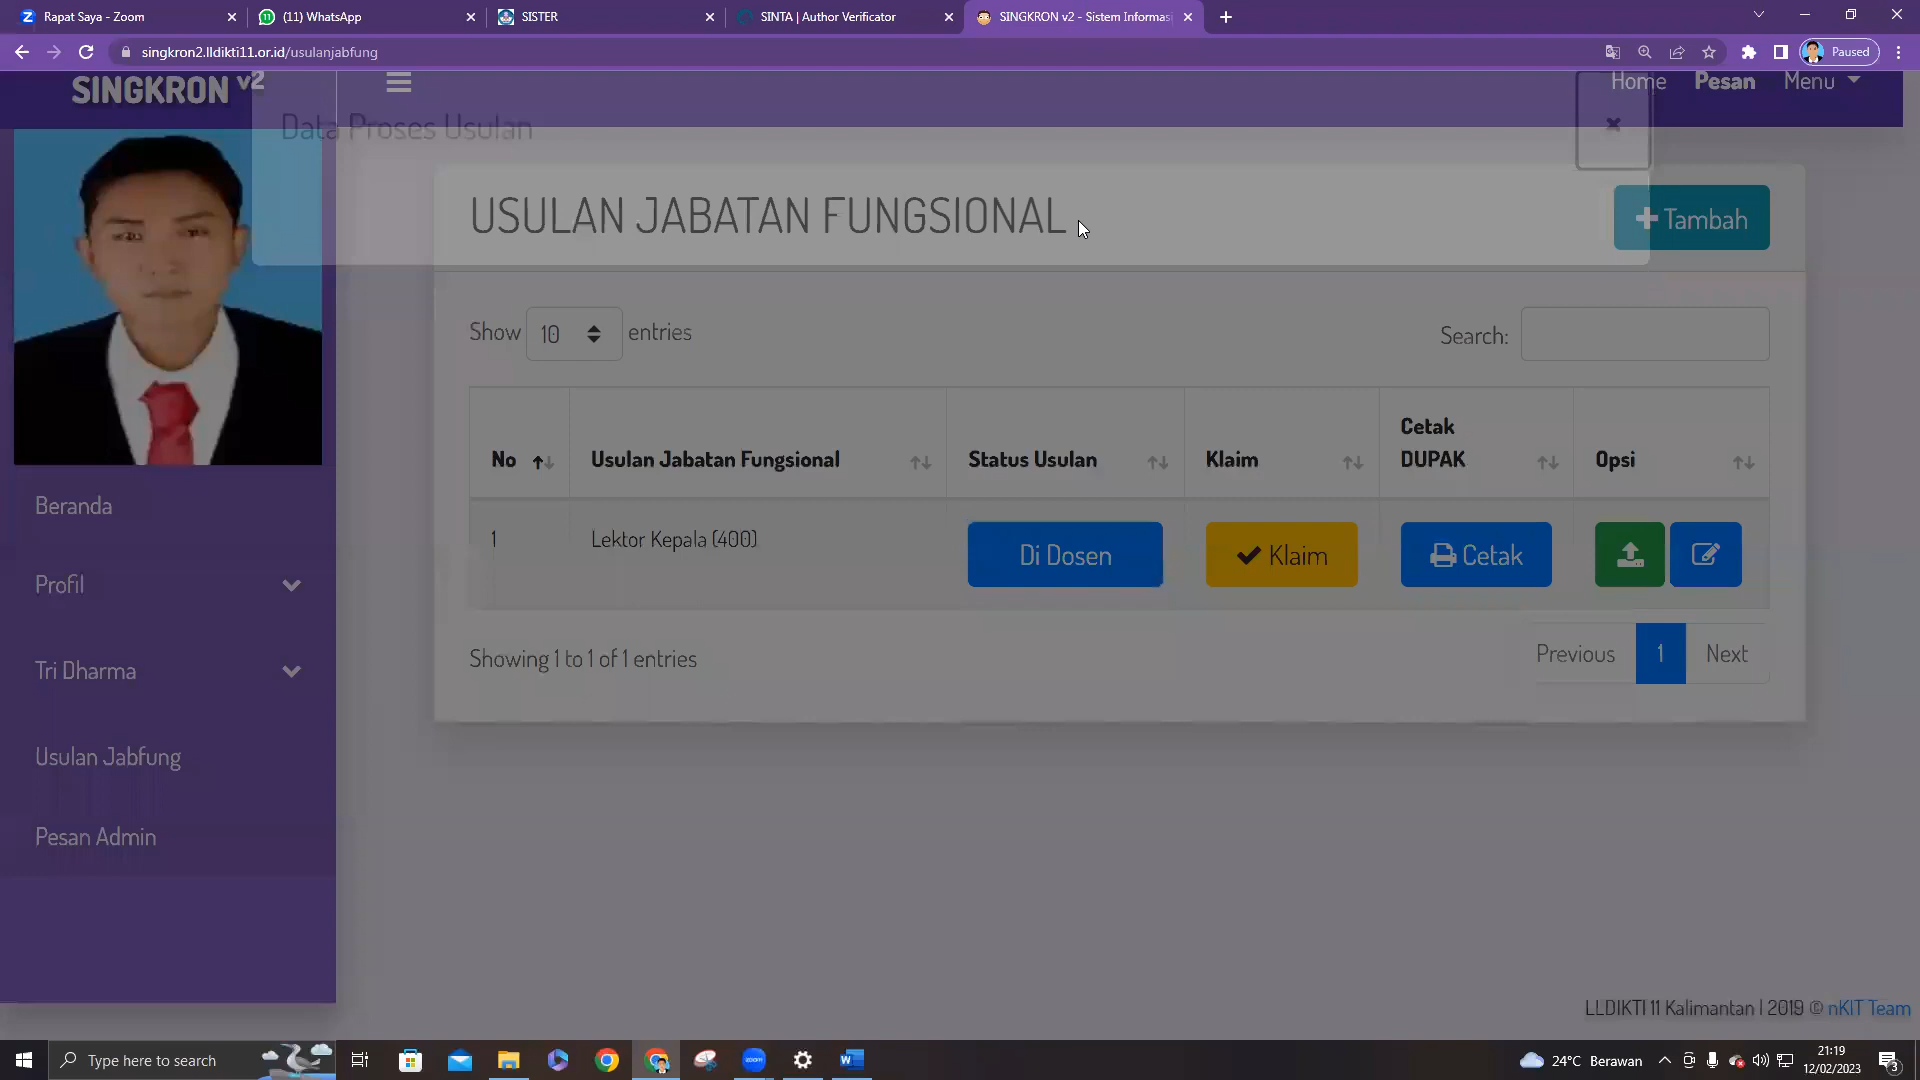 Rapat Saya - Zoom
(11) WhatsApp
SISTER
SINTA | Author Verificator
SINGKRON v2 - Sistem Informas
singkron2.lldikti11.or.id/usulanjabfung
Paused
SINGKRON v2
Home Pesan Menu
Data Proses Usulan
×
USULAN JABATAN FUNGSIONAL
Tambah
Show 10 entries
Search:
No
Usulan Jabatan Fungsional
Status Usulan
Klaim
Cetak
DUPAK
Opsi
1
Lektor Kepala (400)
Di Dosen
Klaim
Cetak
Showing 1 to 1 of 1 entries
Previous 1 Next
Beranda
Profil
Tri Dharma
Usulan Jabfung
Pesan Admin
LLDIKTI 11 Kalimantan | 2019 © nKIT Team
Type here to search
zoom
24°C Berawan
21:19
12/02/2023
3